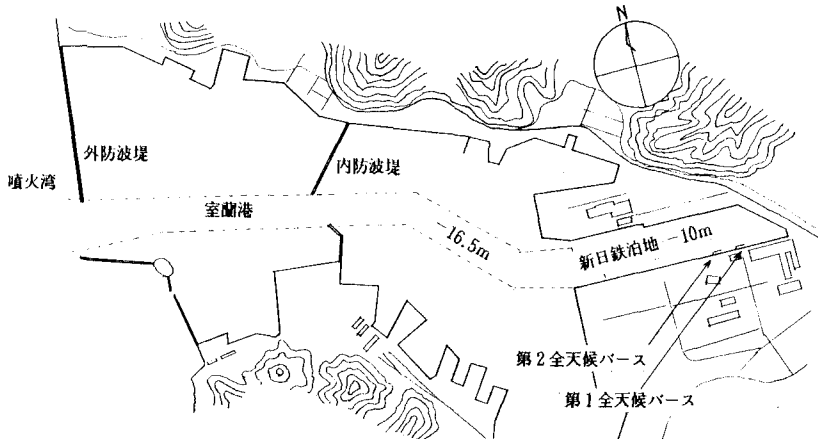 N
外防波堤
内防波堤
噴火湾
室蘭港
-16.5m
新日鉄泊地 -10m
第2全天候バース
第1全天候バース